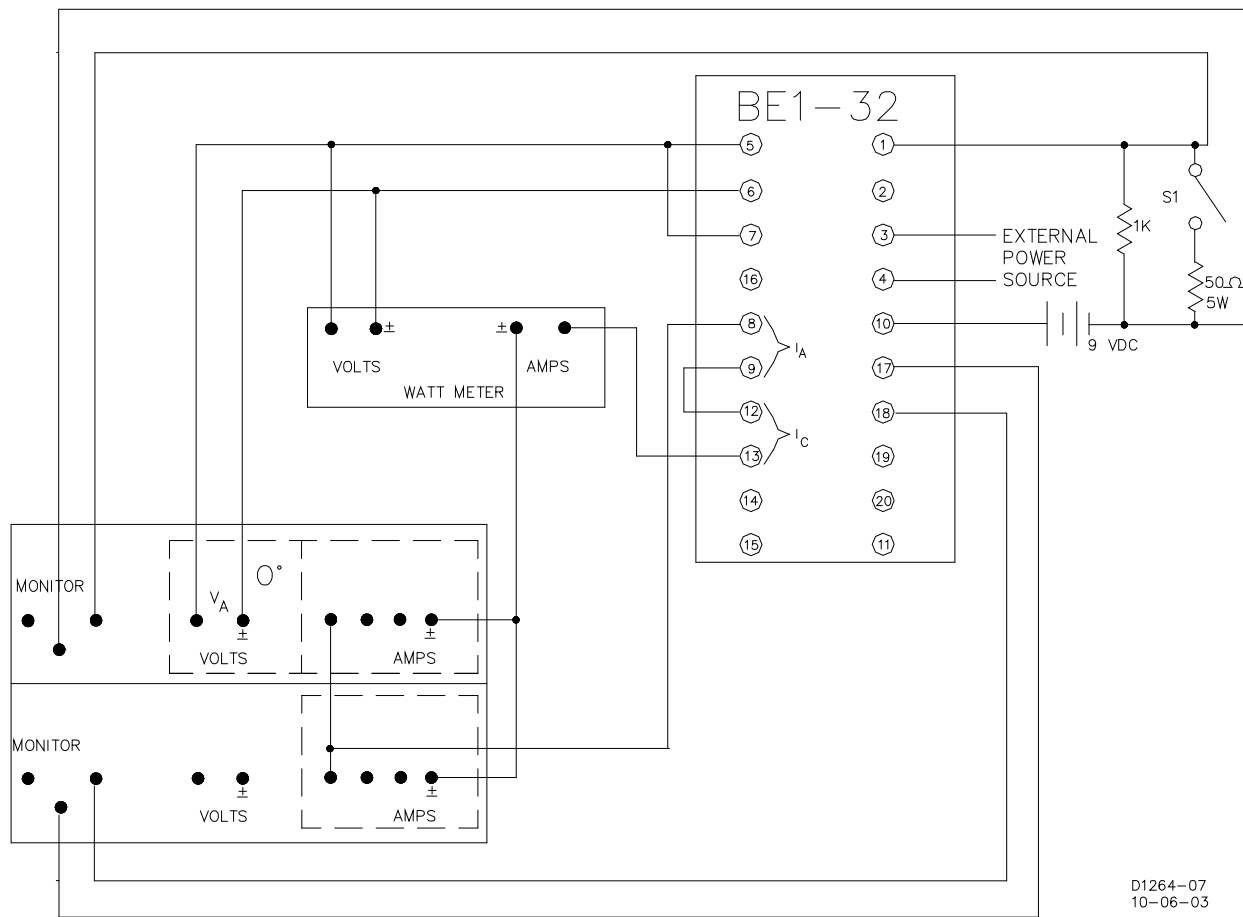 BE1-32
5 1
6 2
7 3 EXTERNAL
POWER
16 4 SOURCE
8 10 9 VDC
I_A
9 17
12 18
I_C
13 19
14 20
15 11
S1
1K
50Ω
5W
± ±
VOLTS AMPS
WATT METER
MONITOR
V_A 0°
± ±
VOLTS AMPS
MONITOR
± ±
VOLTS AMPS
D1264-07
10-06-03